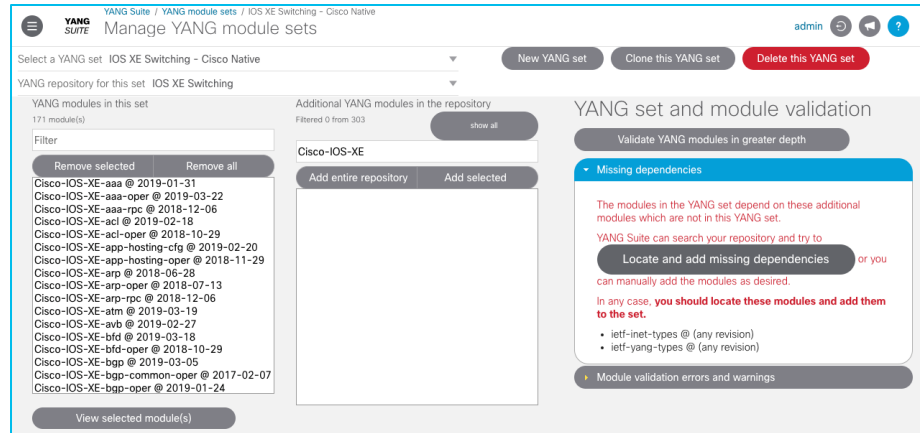 YANG Suite / YANG module sets / IOS XE Switching - Cisco Native
YANG SUITE
Manage YANG module sets
admin
?
Select a YANG set IOS XE Switching - Cisco Native
New YANG set
Clone this YANG set
Delete this YANG set
YANG repository for this set IOS XE Switching
YANG modules in this set
171 module(s)
Filter
Remove selected
Remove all
Cisco-IOS-XE-aaa @ 2019-01-31
Cisco-IOS-XE-aaa-oper @ 2019-03-22
Cisco-IOS-XE-aaa-rpc @ 2018-12-06
Cisco-IOS-XE-acl @ 2019-02-18
Cisco-IOS-XE-acl-oper @ 2018-10-29
Cisco-IOS-XE-app-hosting-cfg @ 2019-02-20
Cisco-IOS-XE-app-hosting-oper @ 2018-11-29
Cisco-IOS-XE-arp @ 2018-06-28
Cisco-IOS-XE-arp-oper @ 2018-07-13
Cisco-IOS-XE-arp-rpc @ 2018-12-06
Cisco-IOS-XE-atm @ 2019-03-19
Cisco-IOS-XE-avb @ 2019-02-27
Cisco-IOS-XE-bfd @ 2019-03-18
Cisco-IOS-XE-bfd-oper @ 2018-10-29
Cisco-IOS-XE-bgp @ 2019-03-05
Cisco-IOS-XE-bgp-common-oper @ 2017-02-07
Cisco-IOS-XE-bgp-oper @ 2019-01-24
View selected module(s)
Additional YANG modules in the repository
Filtered 0 from 303
show all
Cisco-IOS-XE
Add entire repository
Add selected
YANG set and module validation
Validate YANG modules in greater depth
Missing dependencies
The modules in the YANG set depend on these additional
modules which are not in this YANG set.
YANG Suite can search your repository and try to
Locate and add missing dependencies or you
can manually add the modules as desired.
In any case, you should locate these modules and add them
to the set.
• ietf-inet-types @ (any revision)
• ietf-yang-types @ (any revision)
Module validation errors and warnings